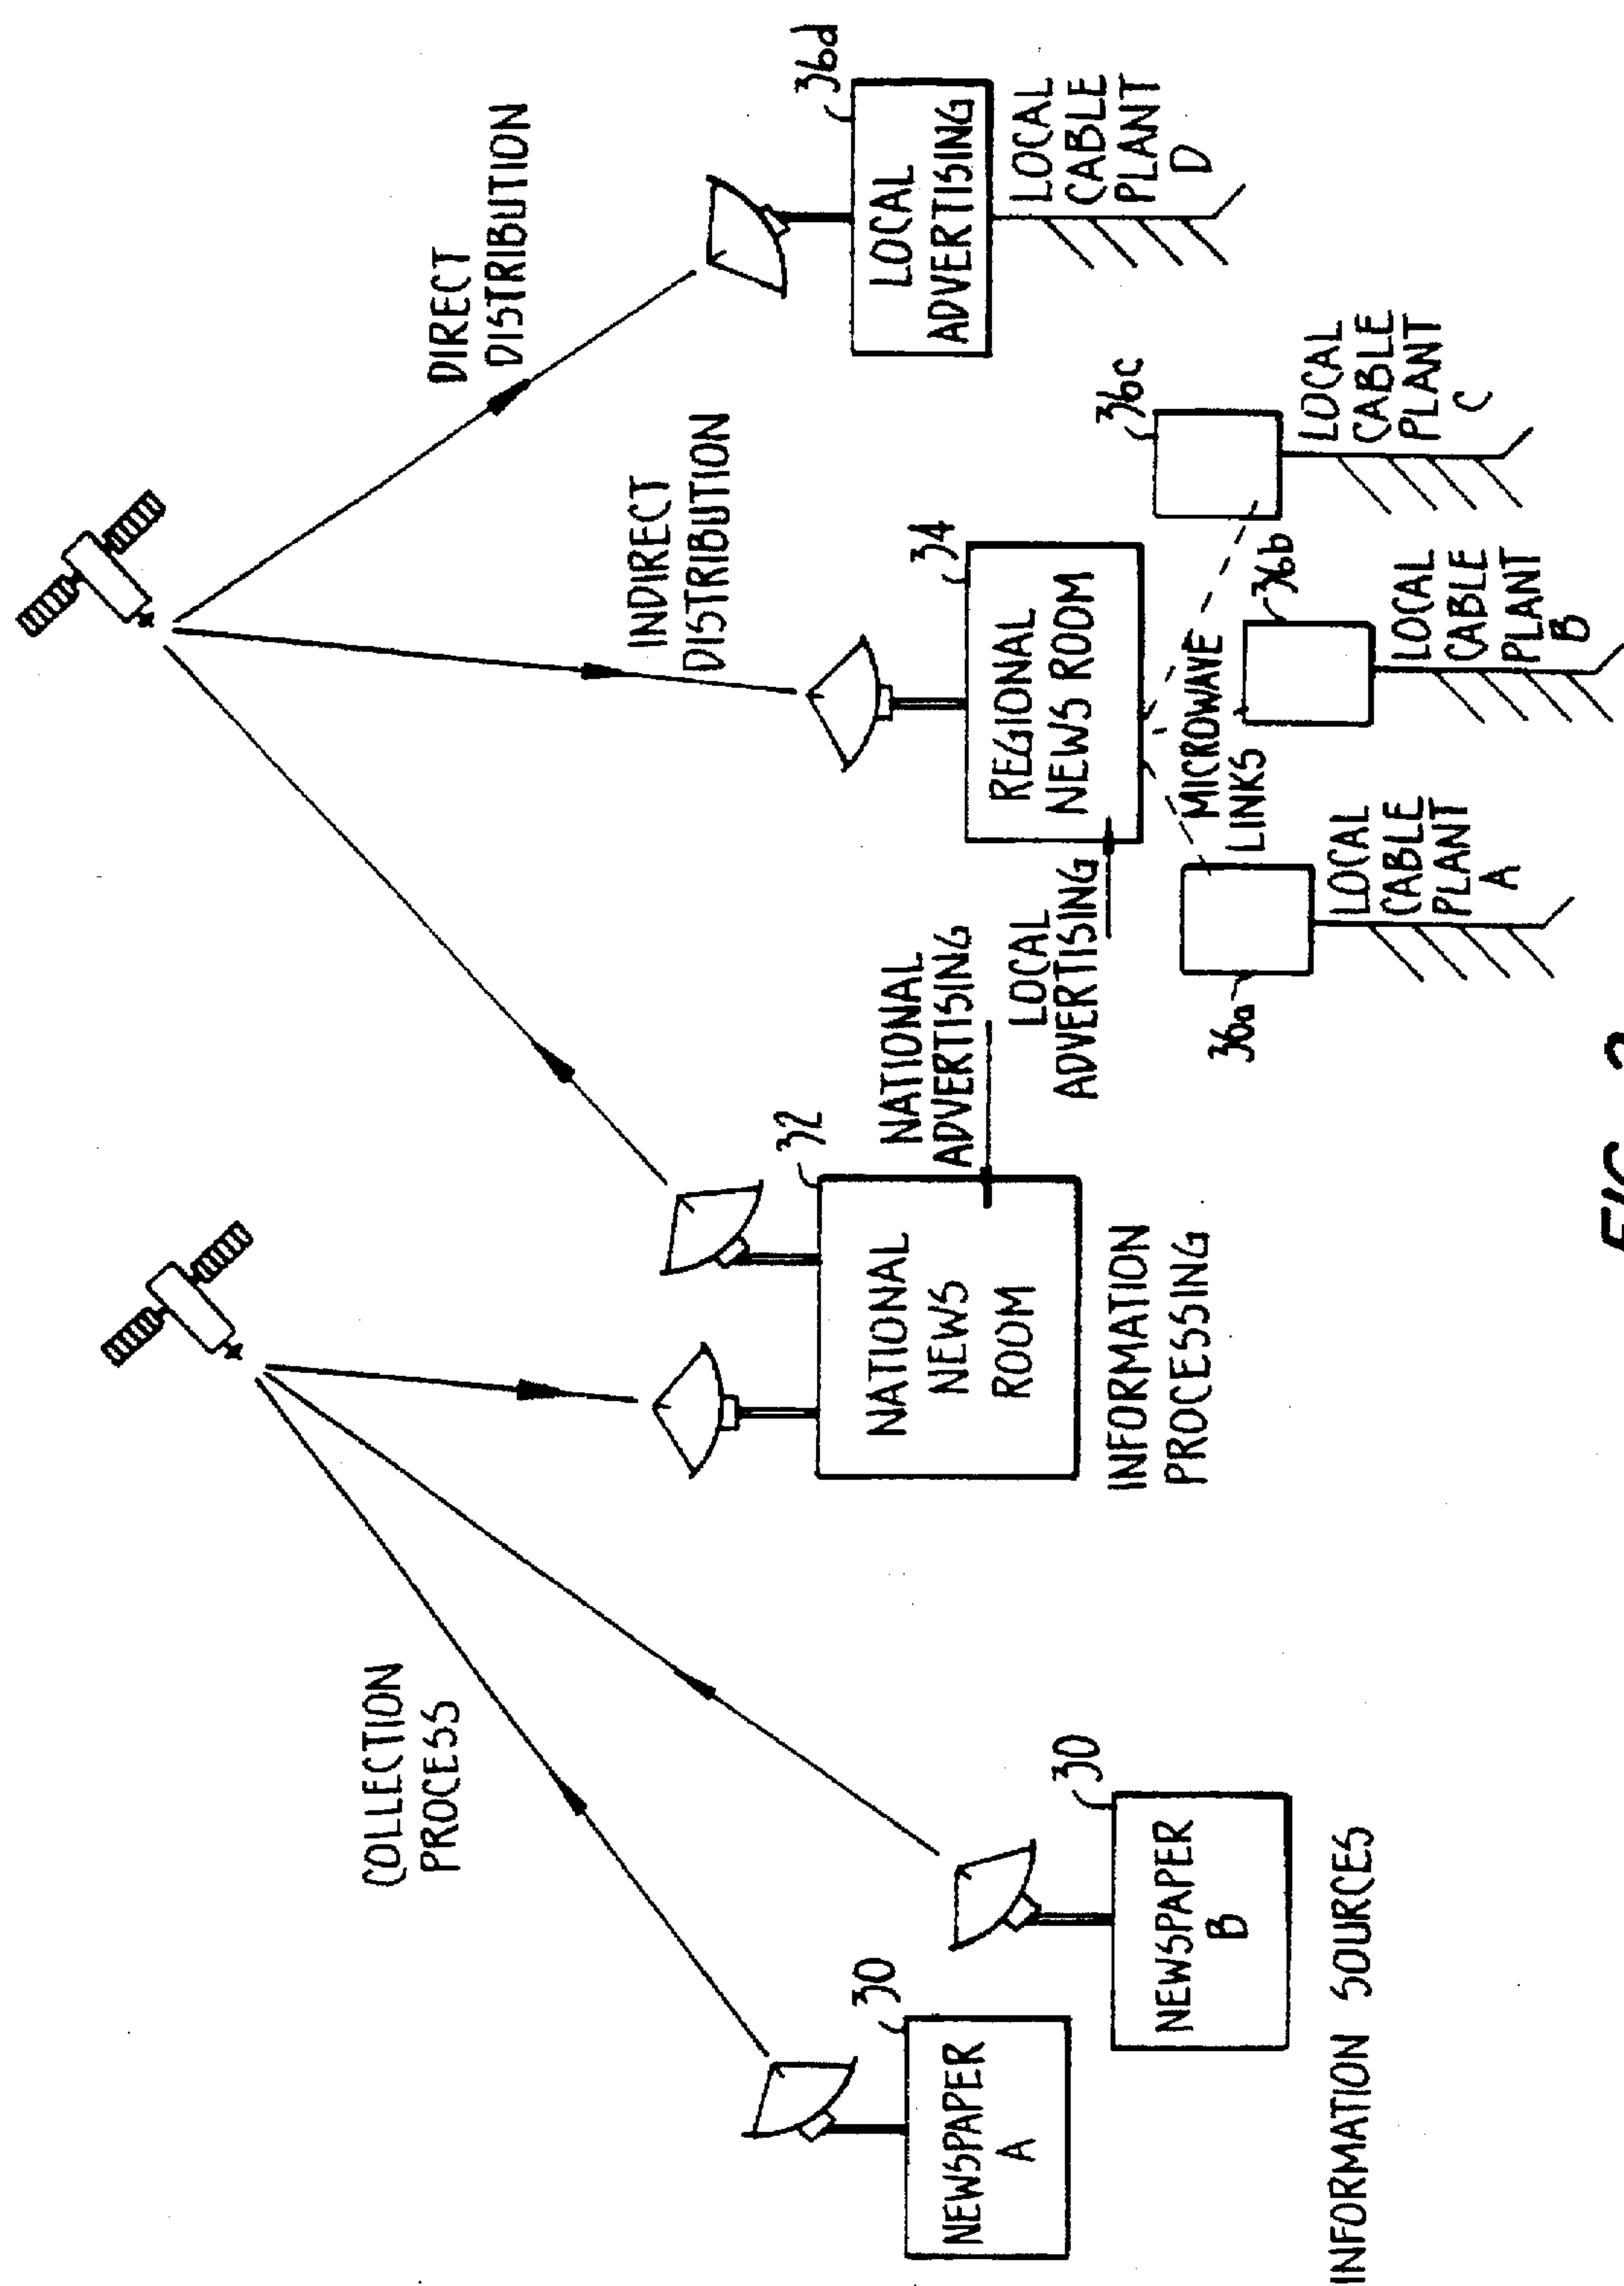 COLLECTION
PROCESS
DIRECT
DISTRIBUTION
INDIRECT
DISTRIBUTION
30
NEWSPAPER
A
30
NEWSPAPER
B
INFORMATION SOURCES
32
NATIONAL
NEWS
ROOM
INFORMATION
PROCESSING
NATIONAL
ADVERTISING
LOCAL
ADVERTISING
34
REGIONAL
NEWS ROOM
MICROWAVE
LINKS
36a
LOCAL
CABLE
PLANT
A
36b
LOCAL
CABLE
PLANT
B
36c
LOCAL
CABLE
PLANT
C
36d
LOCAL
ADVERTISING
LOCAL
CABLE
PLANT
D
FIG.